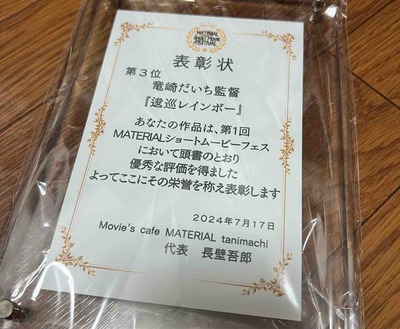 MATERIAL
SHORT MOVIE
FESTIVAL
表彰状
第3位
竜崎だいち監督
『逡巡レインボー』
あなたの作品は、第1回
MATERIALショートムービーフェス
において頭書のとおり
優秀な評価を得ました
よってここにその栄誉を称え表彰します
2024年7月17日
Movie's cafe MATERIAL tanimachi
代表 長壁吾郎